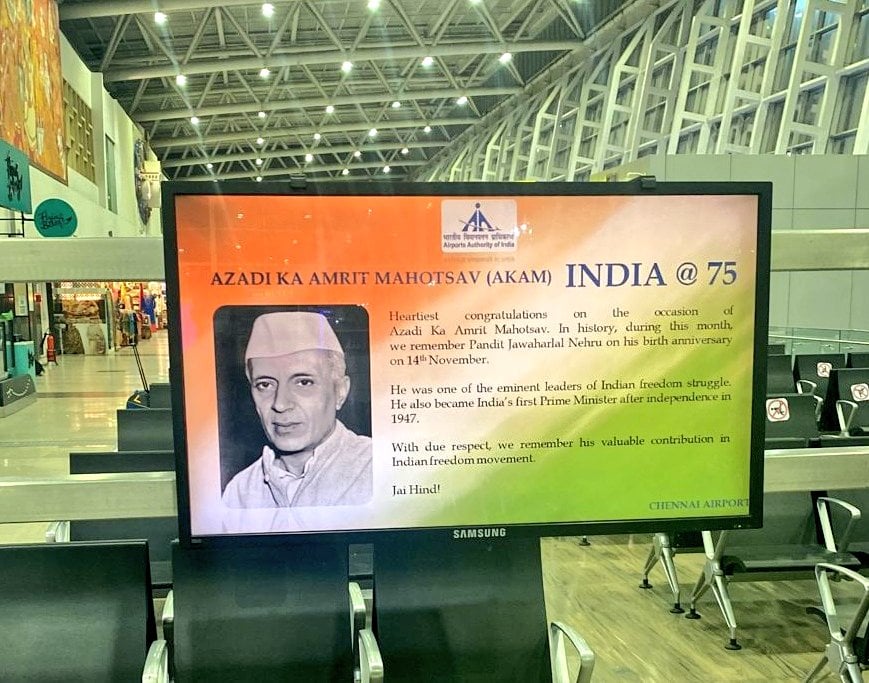 भारतीय विमानपत्तन प्राधिकरण
Airports Authority of India
AZADI KA AMRIT MAHOTSAV (AKAM) INDIA @ 75
Heartiest congratulations on the occasion of
Azadi Ka Amrit Mahotsav. In history, during this month,
we remember Pandit Jawaharlal Nehru on his birth anniversary
on 14th November.
He was one of the eminent leaders of Indian freedom struggle.
He also became India's first Prime Minister after independence in
1947.
With due respect, we remember his valuable contribution in
Indian freedom movement.
Jai Hind!
CHENNAI AIRPORT
SAMSUNG